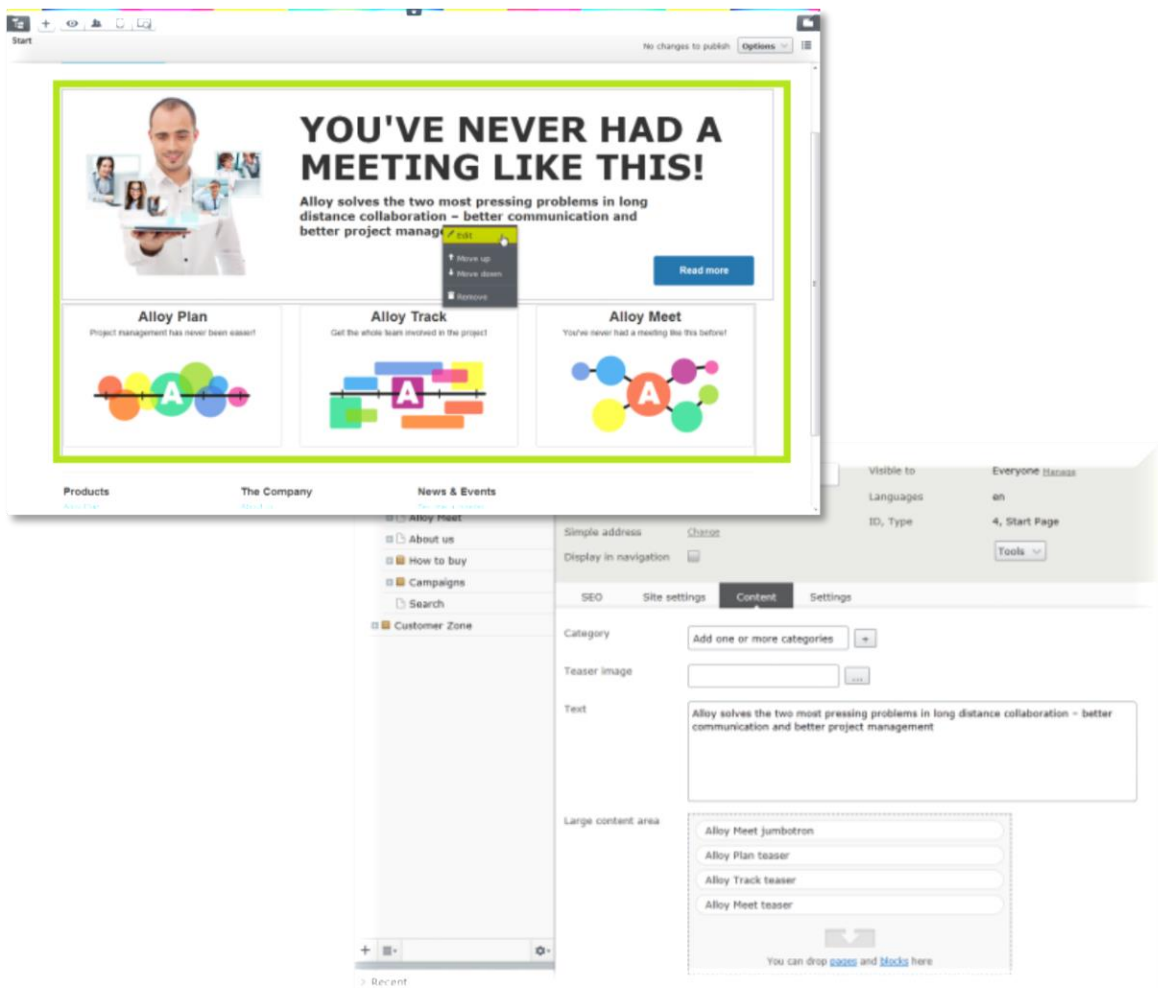 Start
No changes to publish
Options
YOU'VE NEVER HAD A
MEETING LIKE THIS!
Alloy solves the two most pressing problems in long
distance collaboration – better communication and
better project manag
Edit
Move up
Move down
Remove
Read more
Alloy Plan
Project management has never been easier!
A
Alloy Track
Get the whole team involved in the project
A
Alloy Meet
You've never had a meeting like this before!
A
Products
The Company
News & Events
Alloy Meet
About us
How to buy
Campaigns
Search
Customer Zone
Recent
Visible to
Everyone Manage
Languages
en
ID, Type
4, Start Page
Simple address
Change
Display in navigation
Tools
SEO
Site settings
Content
Settings
Category
Add one or more categories
+
Teaser image
...
Text
Alloy solves the two most pressing problems in long distance collaboration – better
communication and better project management
Large content area
Alloy Meet jumbotron
Alloy Plan teaser
Alloy Track teaser
Alloy Meet teaser
You can drop pages and blocks here